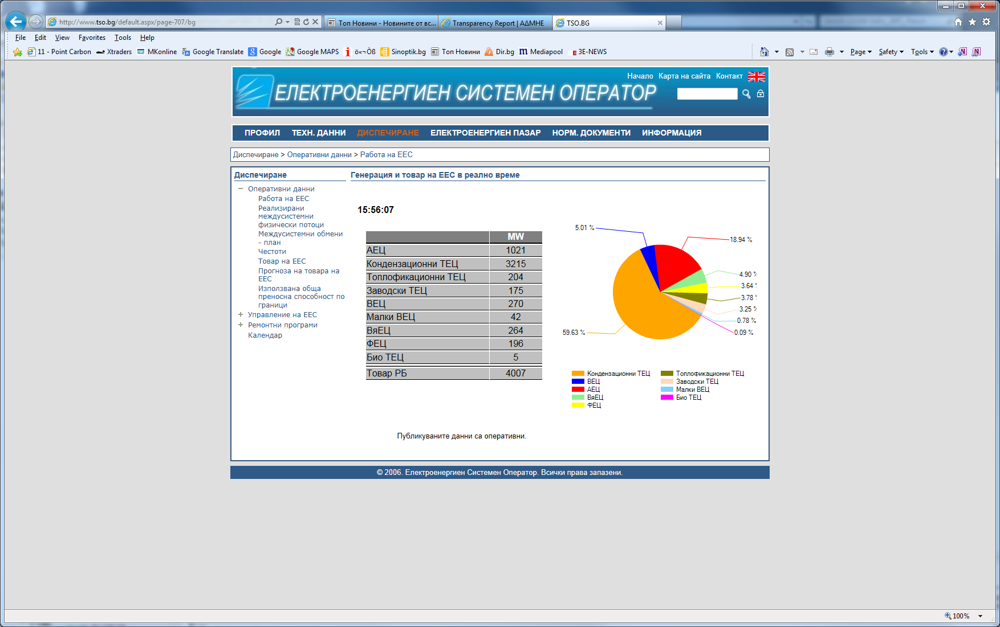 http://www.tso.bg/default.aspx/page-707/bg
Топ Новини - Новините от вс...
Transparency Report | ΑΔΜΗΕ
TSO.BG
File Edit View Favorites Tools Help
11 - Point Carbon Xtraders MKonline Google Translate Google Google MAPS ö«¬Òß Sinoptik.bg Топ Новини Dir.bg Mediapool 3E-NEWS
Page Safety Tools
Начало Карта на сайта Контакт
ЕЛЕКТРОЕНЕРГИЕН СИСТЕМЕН ОПЕРАТОР
ПРОФИЛ ТЕХН. ДАННИ ДИСПЕЧИРАНЕ ЕЛЕКТРОЕНЕРГИЕН ПАЗАР НОРМ. ДОКУМЕНТИ ИНФОРМАЦИЯ
Диспечиране > Оперативни данни > Работа на ЕЕС
Диспечиране
Оперативни данни
Работа на ЕЕС
Реализирани
междусистемни
физически потоци
Междусистемни обмени
- план
Честоти
Товар на ЕЕС
Прогноза на товара на
ЕЕС
Използвана обща
преносна способност по
граници
Управление на ЕЕС
Ремонтни програми
Календар
Генерация и товар на ЕЕС в реално време
15:56:07
MW
АЕЦ 1021
Кондензационни ТЕЦ 3215
Топлофикационни ТЕЦ 204
Заводски ТЕЦ 175
ВЕЦ 270
Малки ВЕЦ 42
ВяЕЦ 264
ФЕЦ 196
Био ТЕЦ 5
Товар РБ 4007
5.01 %
18.94 %
4.90 %
3.64
3.78
3.25 %
0.78 %
0.09 %
59.63 %
Кондензационни ТЕЦ
ВЕЦ
АЕЦ
ВяЕЦ
ФЕЦ
Топлофикационни ТЕЦ
Заводски ТЕЦ
Малки ВЕЦ
Био ТЕЦ
Публикуваните данни са оперативни.
© 2006. Електроенергиен Системен Оператор. Всички права запазени.
100%